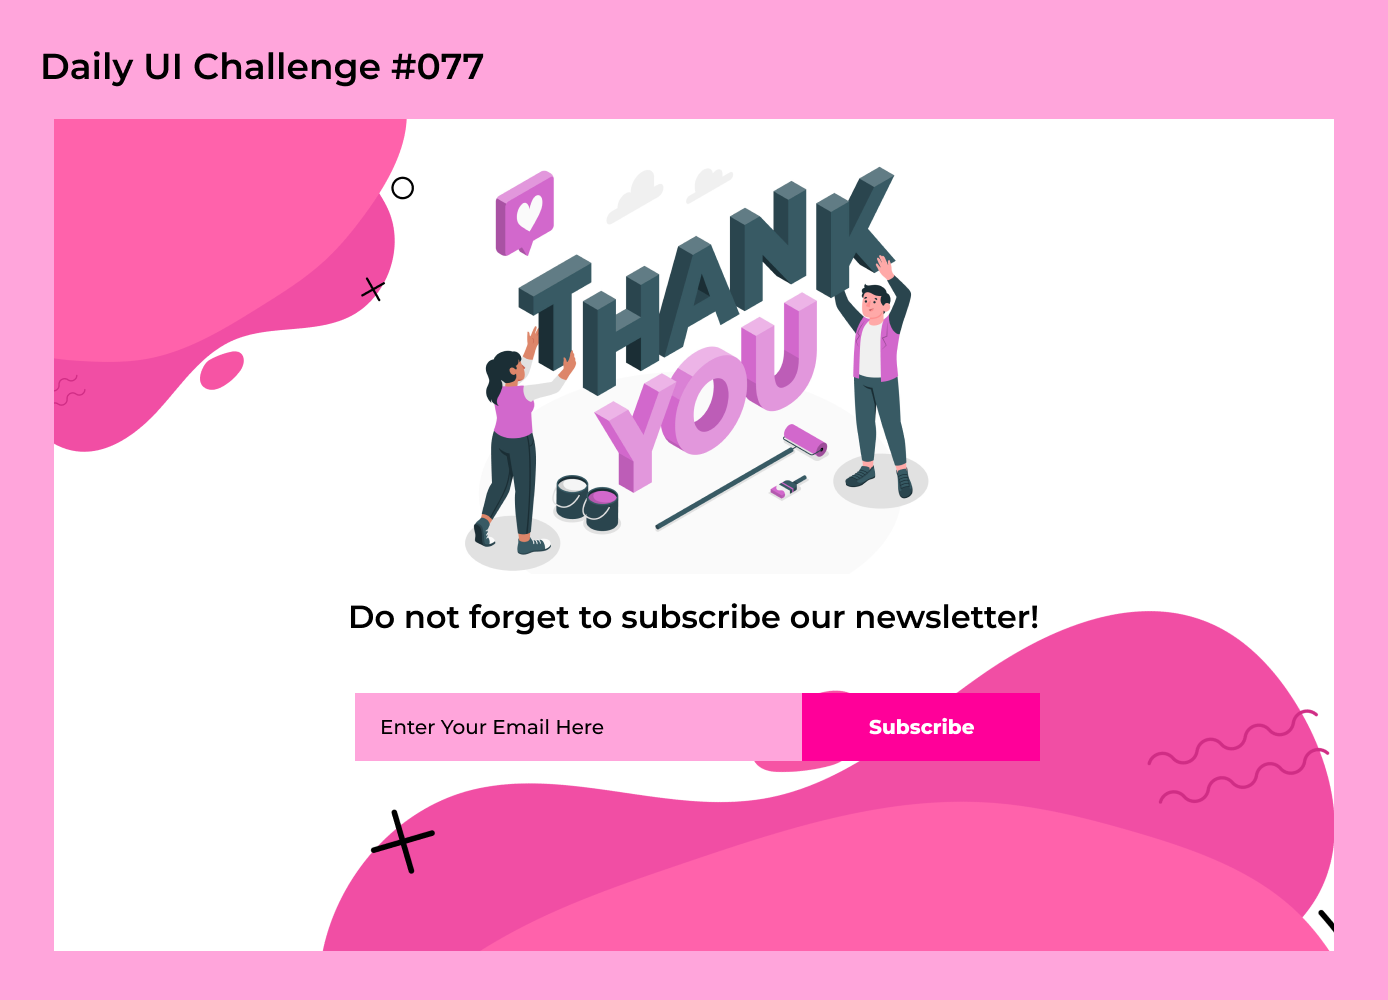 Daily UI Challenge #077
THANK
YOU
Do not forget to subscribe our newsletter!
Enter Your Email Here
Subscribe